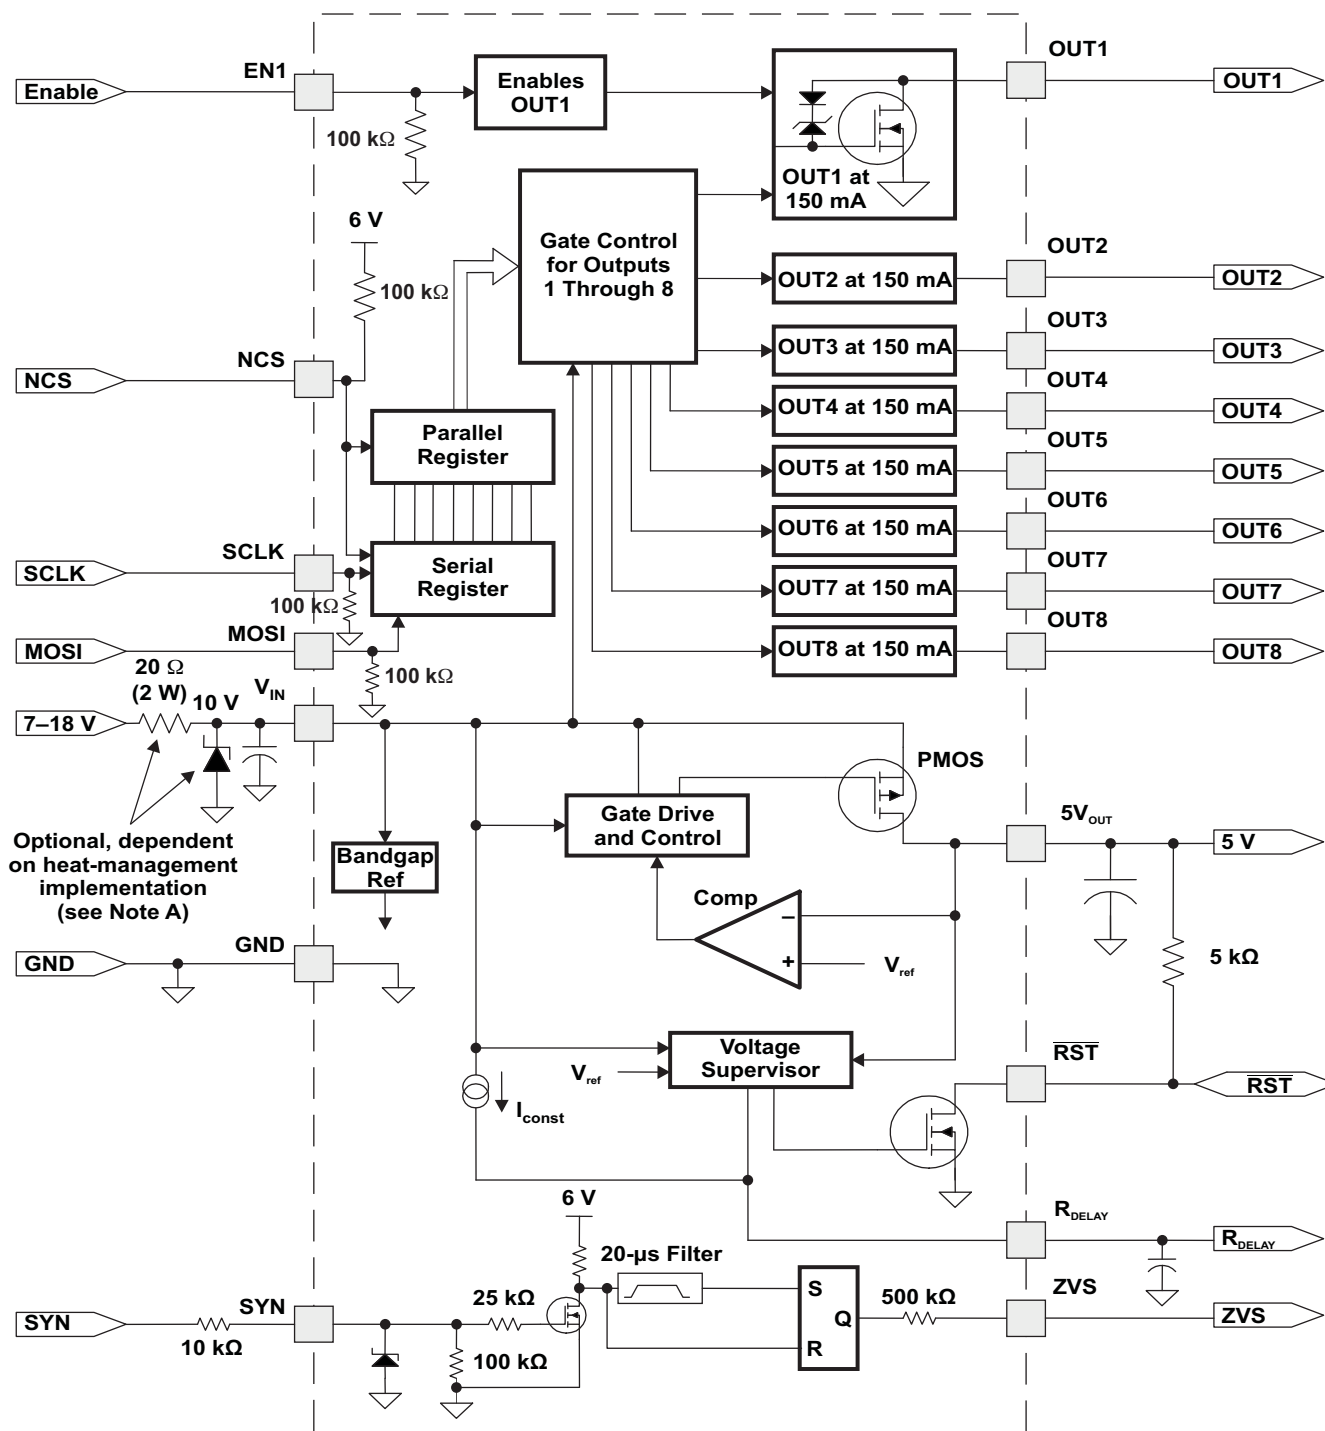 EN1
OUT1
Enable
Enables
OUT1
OUT1
100 kΩ
OUT1 at
150 mA
6 V
Gate Control
for Outputs
1 Through 8
100 kΩ
OUT2
OUT2 at 150 mA
OUT2
OUT3
OUT3 at 150 mA
OUT3
NCS
NCS
OUT4
OUT4 at 150 mA
OUT4
Parallel
Register
OUT5
OUT5 at 150 mA
OUT5
OUT6
OUT6 at 150 mA
OUT6
SCLK
SCLK
Serial
Register
100 kΩ
OUT7
OUT7 at 150 mA
OUT7
MOSI
MOSI
100 kΩ
OUT8
OUT8 at 150 mA
OUT8
20 Ω
(2 W)
10 V
VIN
7–18 V
PMOS
Optional, dependent
on heat-management
implementation
(see Note A)
Gate Drive
and Control
5VOUT
5 V
Bandgap
Ref
Comp
–
+
Vref
GND
GND
5 kΩ
Voltage
Supervisor
Vref
Iconst
RST
RST
6 V
RDELAY
RDELAY
20-µs Filter
SYN
SYN
10 kΩ
25 kΩ
100 kΩ
S
Q
R
500 kΩ
ZVS
ZVS